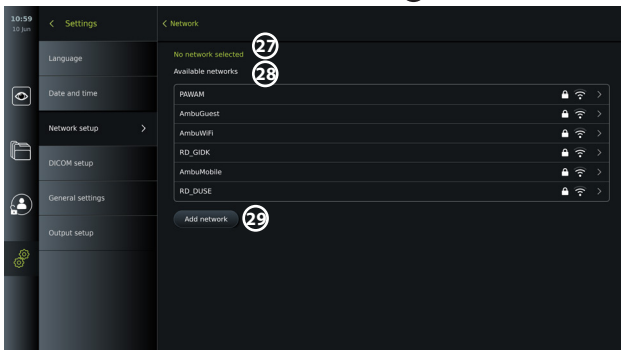 10:59
10 Jun
Settings
Network
Language
Date and time
Network setup
DICOM setup
General settings
Output setup
No network selected
27
Available networks
28
PAWAM
AmbuGuest
AmbuWiFi
RD_GIDK
AmbuMobile
RD_DUSE
Add network
29